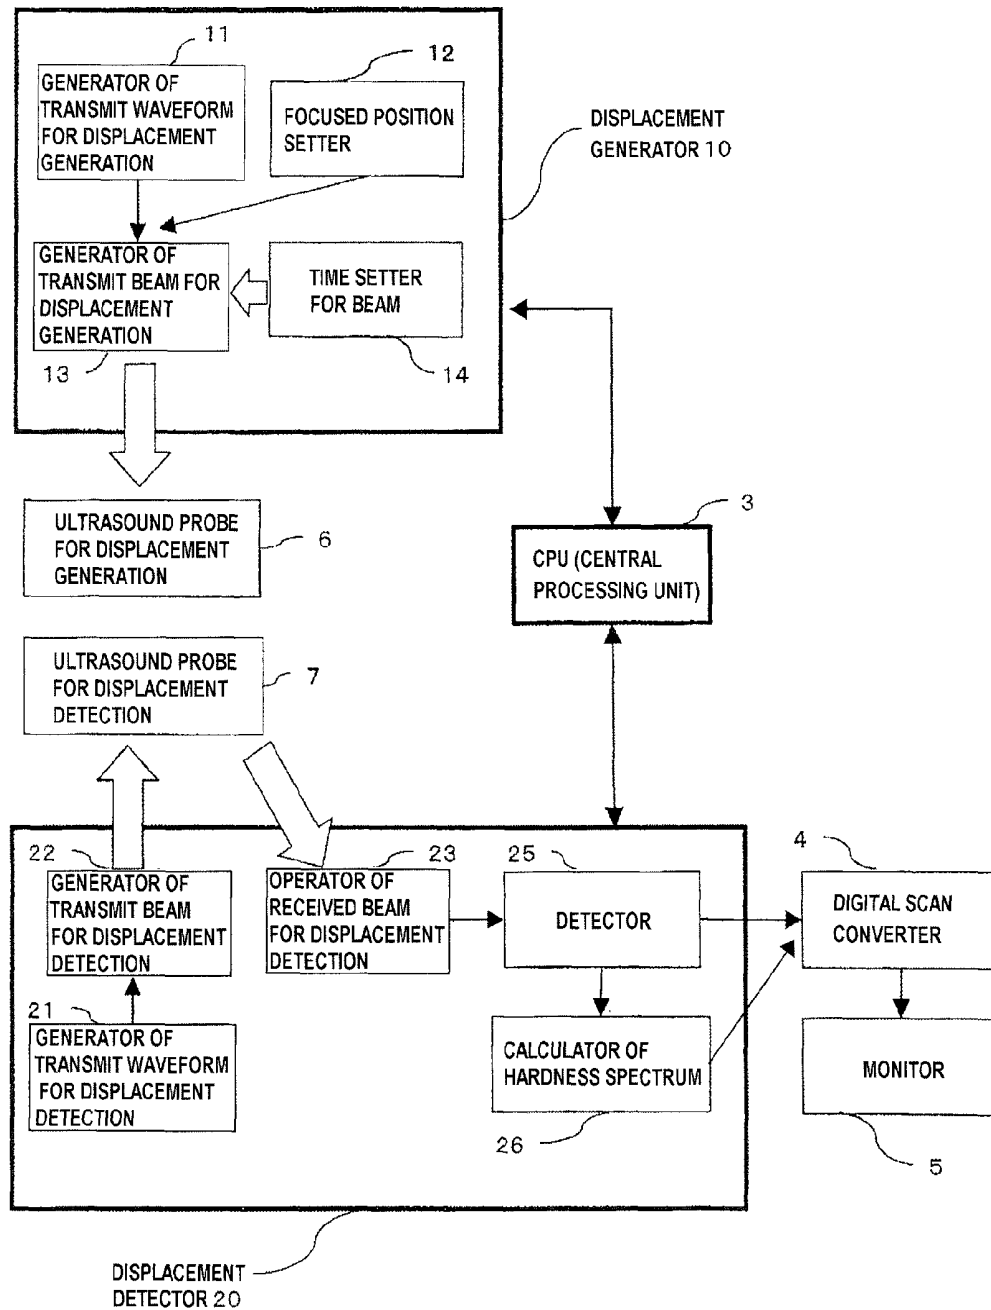 11
GENERATOR OF
TRANSMIT WAVEFORM
FOR DISPLACEMENT
GENERATION
12
FOCUSED POSITION
SETTER
DISPLACEMENT
GENERATOR 10
GENERATOR OF
TRANSMIT BEAM FOR
DISPLACEMENT
GENERATION
13
TIME SETTER
FOR BEAM
14
ULTRASOUND PROBE
FOR DISPLACEMENT
GENERATION
6
3
CPU (CENTRAL
PROCESSING UNIT)
ULTRASOUND PROBE
FOR DISPLACEMENT
DETECTION
7
22
GENERATOR OF
TRANSMIT BEAM
FOR DISPLACEMENT
DETECTION
23
OPERATOR OF
RECEIVED BEAM
FOR DISPLACEMENT
DETECTION
25
DETECTOR
4
DIGITAL SCAN
CONVERTER
21
GENERATOR OF
TRANSMIT WAVEFORM
FOR DISPLACEMENT
DETECTION
CALCULATOR OF
HARDNESS SPECTRUM
26
MONITOR
5
DISPLACEMENT
DETECTOR 20